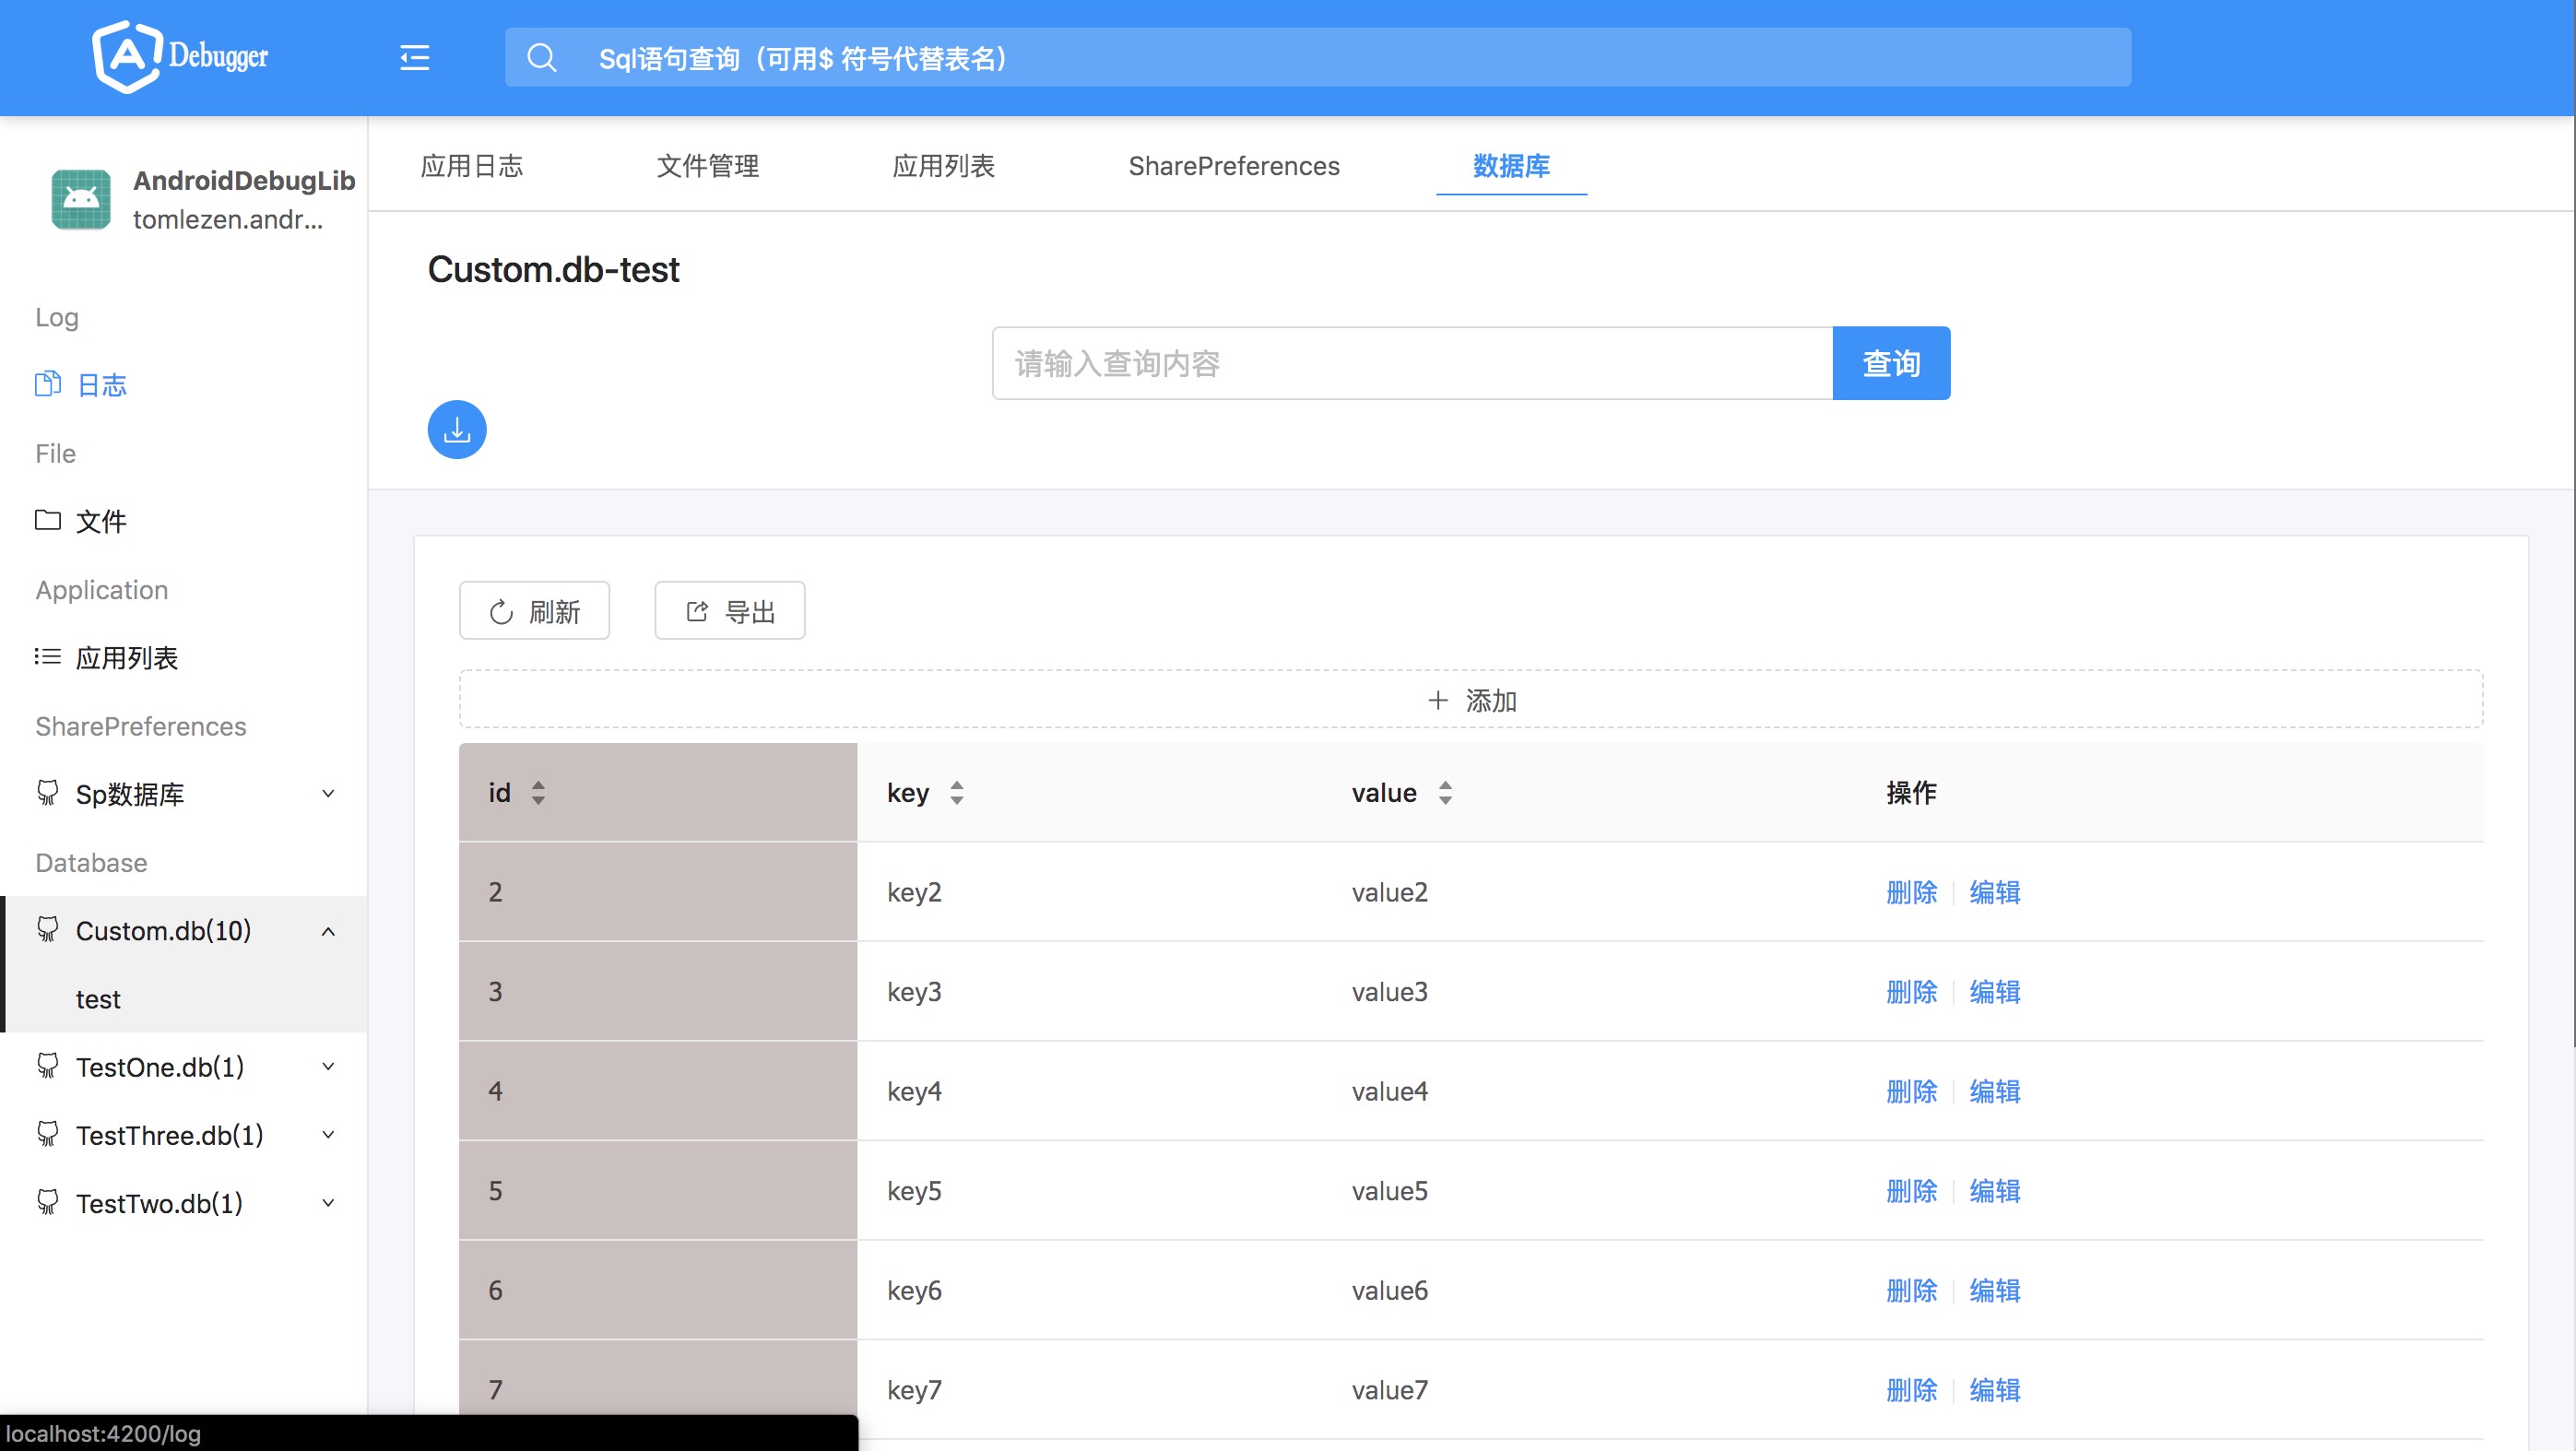 Debugger
Sql语句查询（可用$ 符号代替表名）
AndroidDebugLib
tomlezen.andr...
Log
日志
File
文件
Application
应用列表
SharePreferences
Sp数据库
Database
Custom.db(10)
test
TestOne.db(1)
TestThree.db(1)
TestTwo.db(1)
应用日志 文件管理 应用列表 SharePreferences 数据库
Custom.db-test
请输入查询内容 查询
刷新 导出
添加
id key value 操作
2 key2 value2 删除 编辑
3 key3 value3 删除 编辑
4 key4 value4 删除 编辑
5 key5 value5 删除 编辑
6 key6 value6 删除 编辑
7 key7 value7 删除 编辑
localhost:4200/log